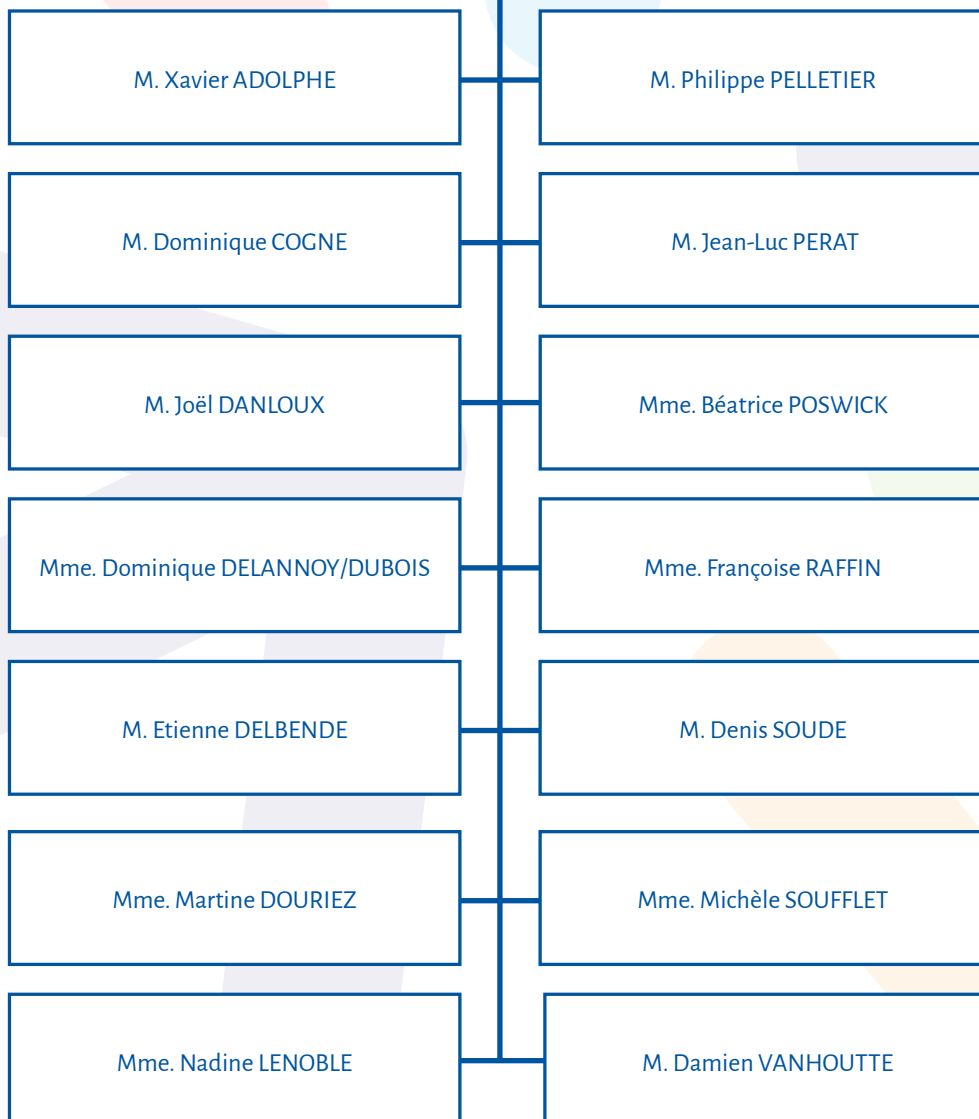 M. Xavier ADOLPHE
M. Philippe PELLETIER
M. Dominique COGNE
M. Jean-Luc PERAT
M. Joël DANLOUX
Mme. Béatrice POSWICK
Mme. Dominique DELANNOY/DUBOIS
Mme. Françoise RAFFIN
M. Etienne DELBENDE
M. Denis SOUDE
Mme. Martine DOURIEZ
Mme. Michèle SOUFFLET
Mme. Nadine LENOBLE
M. Damien VANHOUTTE